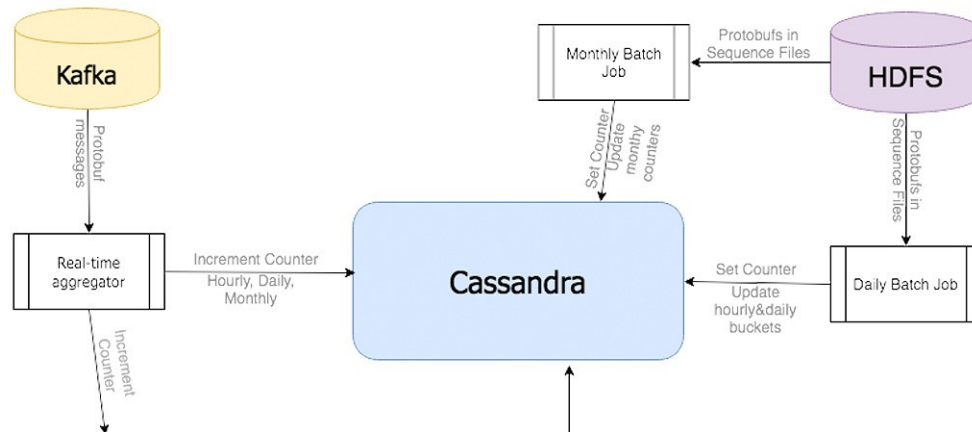 Kafka
Monthly Batch
Job
Protobufs in
Sequence Files
HDFS
Protobuf
messages
Set Counter
Update
monthy
counters
Protobufs in
Sequence Files
Real-time
aggregator
Increment Counter
Hourly, Daily,
Monthly
Cassandra
Set Counter
Update
hourly&daily
buckets
Daily Batch Job
Increment
Counter